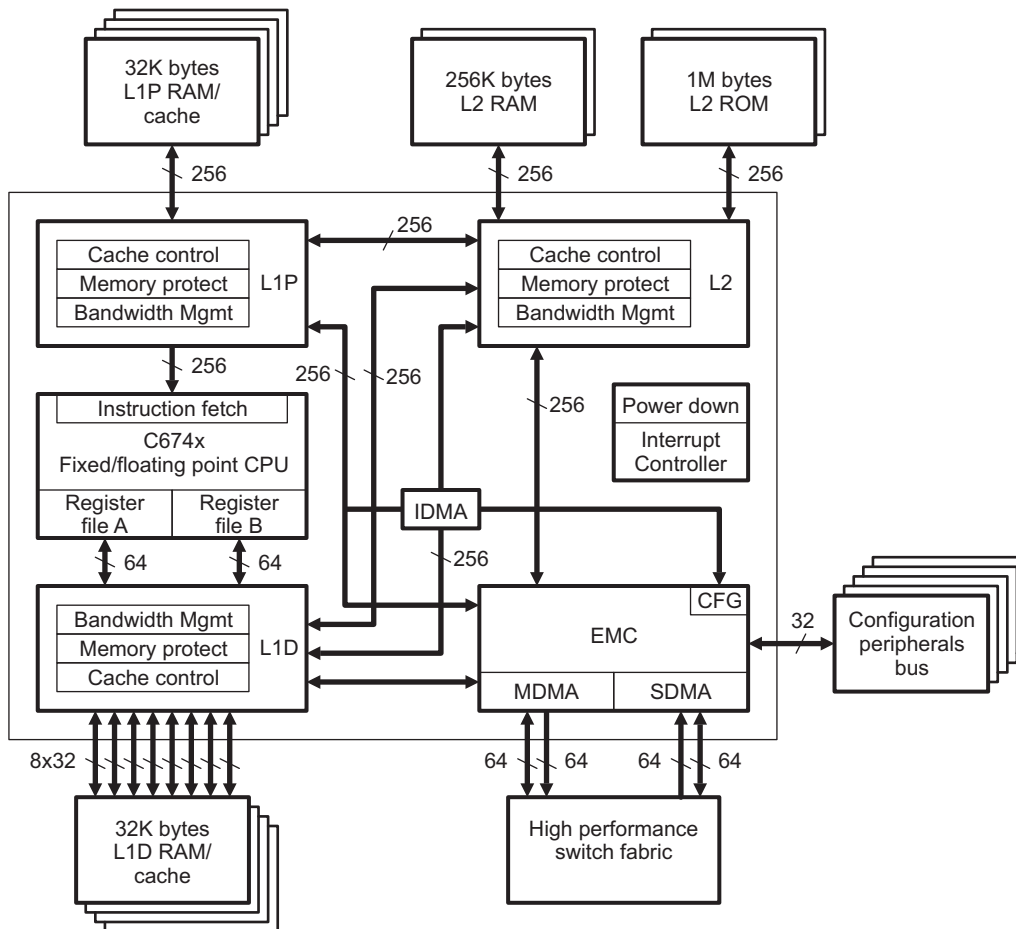 32K bytes
L1P RAM/
cache
256K bytes
L2 RAM
1M bytes
L2 ROM
256
256
256
256
Cache control
Memory protect
Bandwidth Mgmt
L1P
Cache control
Memory protect
Bandwidth Mgmt
L2
256
256
256
256
Instruction fetch
C674x
Fixed/floating point CPU
Register
file A
Register
file B
Power down
Interrupt
Controller
IDMA
256
64
64
Bandwidth Mgmt
Memory protect
Cache control
L1D
CFG
EMC
MDMA
SDMA
32
Configuration
peripherals
bus
8x32
64
64
64
64
32K bytes
L1D RAM/
cache
High performance
switch fabric